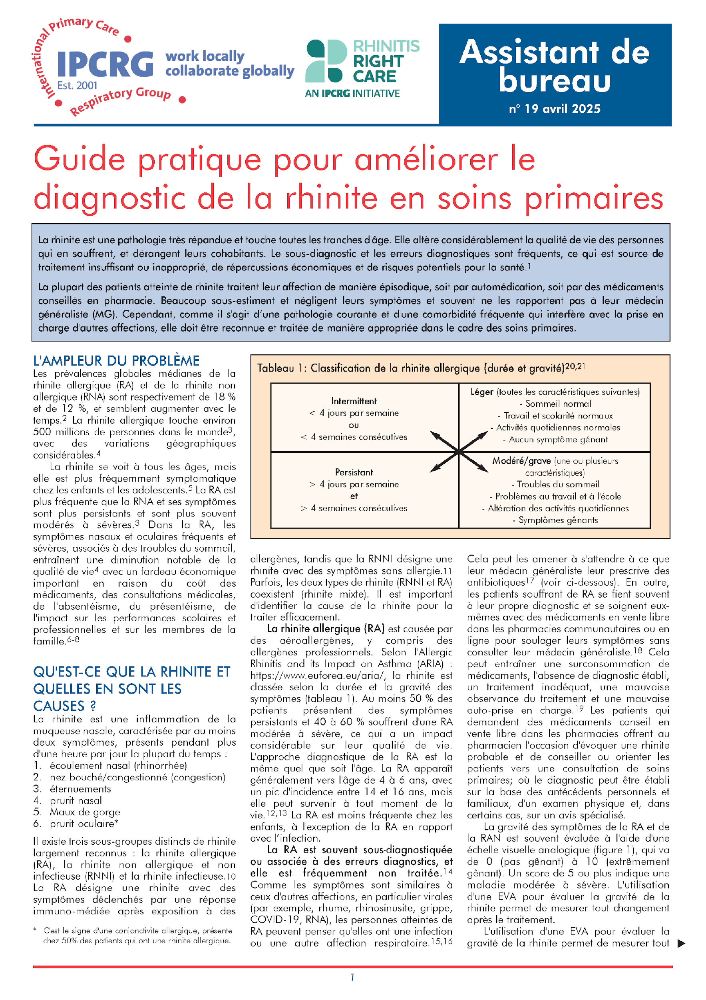 International Primary Care
Respiratory Group
IPCRG
Est. 2001
work locally
collaborate globally
RHINITIS
RIGHT
CARE
AN IPCRG INITIATIVE
Assistant de
bureau
n° 19 avril 2025
Guide pratique pour améliorer le
diagnostic de la rhinite en soins primaires
La rhinite est une pathologie très répandue et touche toutes les tranches d'âge. Elle altère considérablement la qualité de vie des personnes
qui en souffrent, et dérangent leurs cohabitants. Le sous-diagnostic et les erreurs diagnostiques sont fréquents, ce qui est source de
traitement insuffisant ou inapproprié, de répercussions économiques et de risques potentiels pour la santé.1
La plupart des patients atteinte de rhinite traitent leur affection de manière épisodique, soit par automédication, soit par des médicaments
conseillés en pharmacie. Beaucoup sous-estiment et négligent leurs symptômes et souvent ne les rapportent pas à leur médecin
généraliste (MG). Cependant, comme il s'agit d’une pathologie courante et d'une comorbidité fréquente qui interfère avec la prise en
charge d'autres affections, elle doit être reconnue et traitée de manière appropriée dans le cadre des soins primaires.
L'AMPLEUR DU PROBLÈME
Les prévalences globales médianes de la
rhinite allergique (RA) et de la rhinite non
allergique (RNA) sont respectivement de 18 %
et de 12 %, et semblent augmenter avec le
temps.2 La rhinite allergique touche environ
500 millions de personnes dans le monde3,
avec des variations géographiques
considérables.4
La rhinite se voit à tous les âges, mais
elle est plus fréquemment symptomatique
chez les enfants et les adolescents.5 La RA est
plus fréquente que la RNA et ses symptômes
sont plus persistants et sont plus souvent
modérés à sévères.3 Dans la RA, les
symptômes nasaux et oculaires fréquents et
sévères, associés à des troubles du sommeil,
entraînent une diminution notable de la
qualité de vie4 avec un fardeau économique
important en raison du coût des
médicaments, des consultations médicales,
de l'absentéisme, du présentéisme, de
l'impact sur les performances scolaires et
professionnelles et sur les membres de la
famille.6-8
QU'EST-CE QUE LA RHINITE ET
QUELLES EN SONT LES
CAUSES ?
La rhinite est une inflammation de la
muqueuse nasale, caractérisée par au moins
deux symptômes, présents pendant plus
d'une heure par jour la plupart du temps :
1. écoulement nasal (rhinorrhée)
2. nez bouché/congestionné (congestion)
3. éternuements
4. prurit nasal
5. Maux de gorge
6. prurit oculaire*
Il existe trois sous-groupes distincts de rhinite
largement reconnus : la rhinite allergique
(RA), la rhinite non allergique et non
infectieuse (RNNI) et la rhinite infectieuse.10
La RA désigne une rhinite avec des
symptômes déclenchés par une réponse
immuno-médiée après exposition à des
* C'est le signe d'une conjonctivite allergique, présente
chez 50% des patients qui ont une rhinite allergique.
Tableau 1: Classification de la rhinite allergique (durée et gravité)20,21
Intermittent
< 4 jours par semaine
ou
< 4 semaines consécutives
Léger (toutes les caractéristiques suivantes)
- Sommeil normal
- Travail et scolarité normaux
- Activités quotidiennes normales
- Aucun symptôme génant
Persistant
> 4 jours par semaine
et
> 4 semaines consécutives
Modéré/grave (une ou plusieurs
caractéristiques)
- Troubles du sommeil
- Problèmes au travail et à l'école
- Altération des activités quotidiennes
- Symptômes gênants
allergènes, tandis que la RNNI désigne une
rhinite avec des symptômes sans allergie.11
Parfois, les deux types de rhinite (RNNI et RA)
coexistent (rhinite mixte). Il est important
d'identifier la cause de la rhinite pour la
traiter efficacement.
La rhinite allergique (RA) est causée par
des aéroallergènes, y compris des
allergènes professionnels. Selon l'Allergic
Rhinitis and its Impact on Asthma (ARIA) :
https://www.euforea.eu/aria/, la rhinite est
classée selon la durée et la gravité des
symptômes (tableau 1). Au moins 50 % des
patients présentent des symptômes
persistants et 40 à 60 % souffrent d'une RA
modérée à sévère, ce qui a un impact
considérable sur leur qualité de vie.
L'approche diagnostique de la RA est la
même quel que soit l'âge. La RA apparaît
généralement vers l'âge de 4 à 6 ans, avec
un pic d'incidence entre 14 et 16 ans, mais
elle peut survenir à tout moment de la
vie.12,13 La RA est moins fréquente chez les
enfants, à l'exception de la RA en rapport
avec l’infection.
La RA est souvent sous-diagnostiquée
ou associée à des erreurs diagnostics, et
elle est fréquemment non traitée.14
Comme les symptômes sont similaires à
ceux d'autres affections, en particulier virales
(par exemple, rhume, rhinosinusite, grippe,
COVID-19, RNA), les personnes atteintes de
RA peuvent penser qu'elles ont une infection
ou une autre affection respiratoire.15,16
Cela peut les amener à s'attendre à ce que
leur médecin généraliste leur prescrive des
antibiotiques17 (voir ci-dessous). En outre,
les patients souffrant de RA se fient souvent
à leur propre diagnostic et se soignent eux-
mêmes avec des médicaments en vente libre
dans les pharmacies communautaires ou en
ligne pour soulager leurs symptômes sans
consulter leur médecin généraliste.18 Cela
peut entraîner une surconsommation de
médicaments, l'absence de diagnostic établi,
un traitement inadéquat, une mauvaise
observance du traitement et une mauvaise
auto-prise en charge.19 Les patients qui
demandent des médicaments conseil en
vente libre dans les pharmacies offrent au
pharmacien l'occasion d'évoquer une rhinite
probable et de conseiller ou orienter les
patients vers une consultation de soins
primaires; où le diagnostic peut être établi
sur la base des antécédents personnels et
familiaux, d'un examen physique et, dans
certains cas, sur un avis spécialisé.
La gravité des symptômes de la RA et de
la RAN est souvent évaluée à l'aide d'une
échelle visuelle analogique (figure 1), qui va
de 0 (pas gênant) à 10 (extrêmement
gênant). Un score de 5 ou plus indique une
maladie modérée à sévère. L'utilisation
d'une EVA pour évaluer la gravité de la
rhinite permet de mesurer tout changement
après le traitement.
L'utilisation d'une EVA pour évaluer la
gravité de la rhinite permet de mesurer tout
1